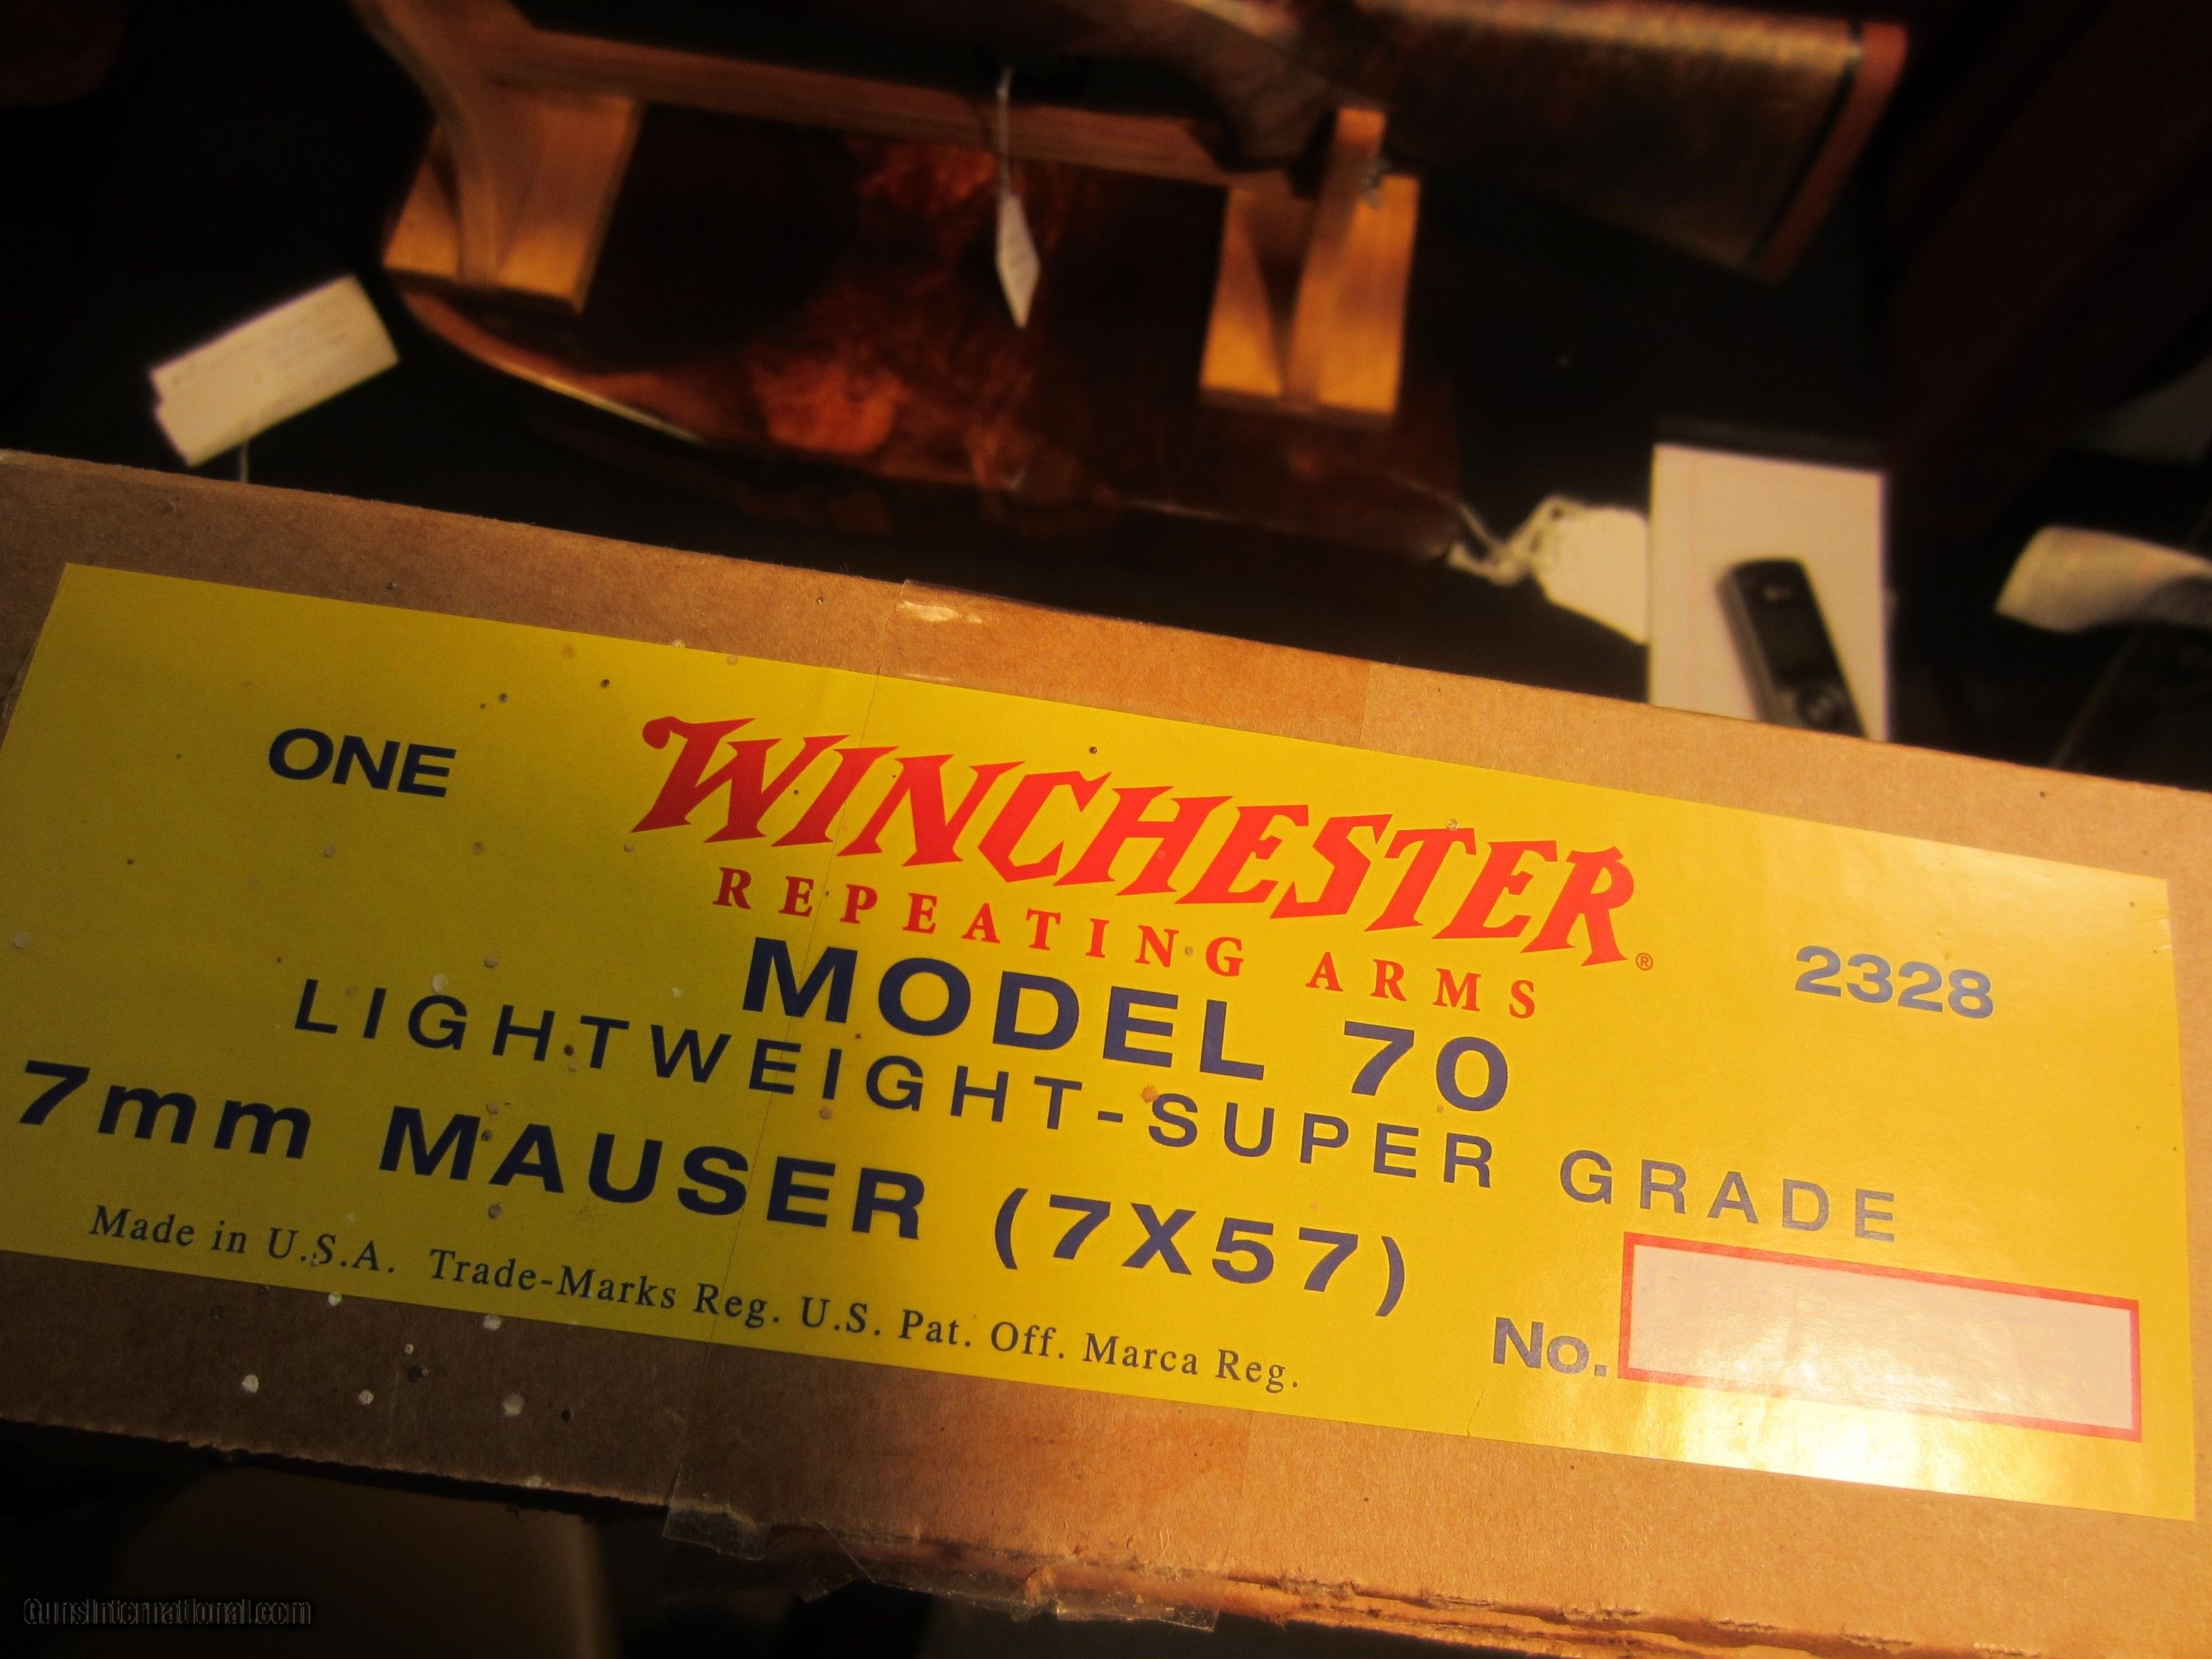 ONE
WINCHESTER®
REPEATING ARMS
2328
MODEL 70
LIGHTWEIGHT-SUPER GRADE
7mm MAUSER (7X57)
Made in U.S.A. Trade-Marks Reg. U.S. Pat. Off. Marca Reg.
No.
GunsInternational.com